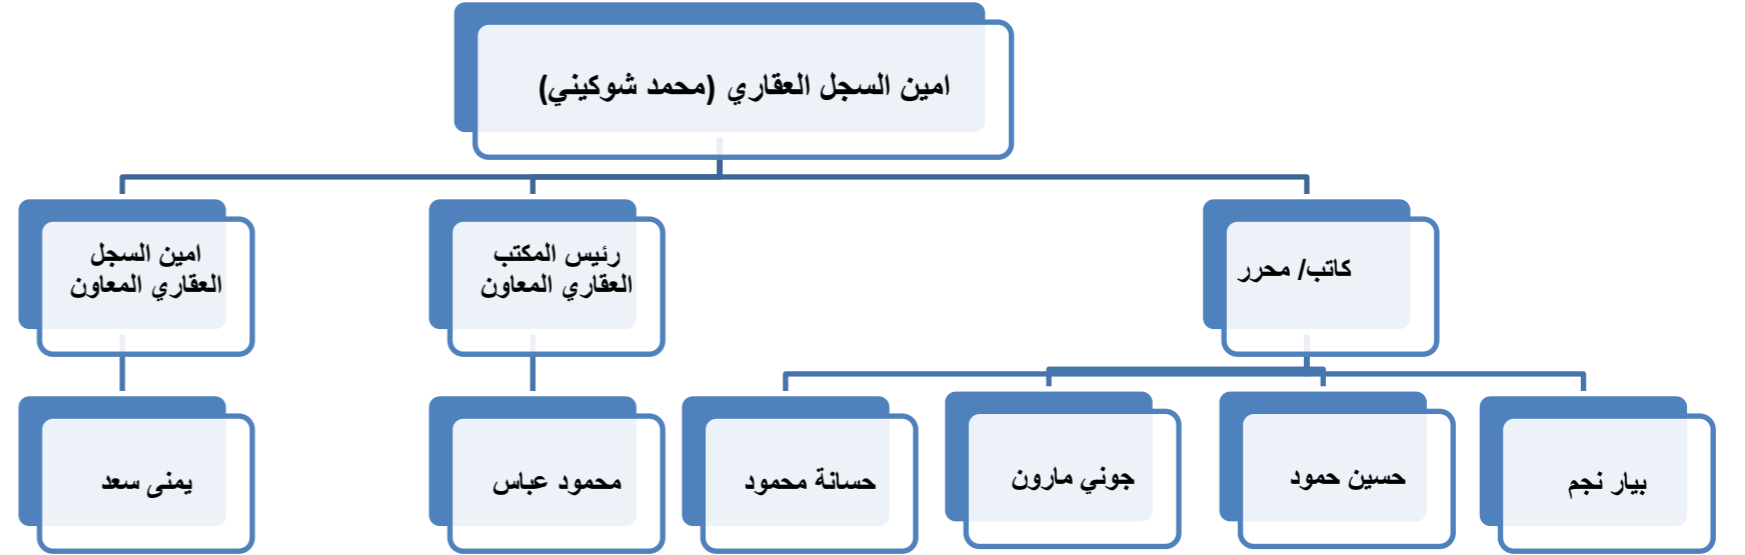 امين السجل العقاري (محمد شوكيني)
كاتب/ محرر
رئيس المكتب
العقاري المعاون
امين السجل
العقاري المعاون
بيار نجم
حسين حمود
جوني مارون
حسانة محمود
محمود عباس
يمنى سعد